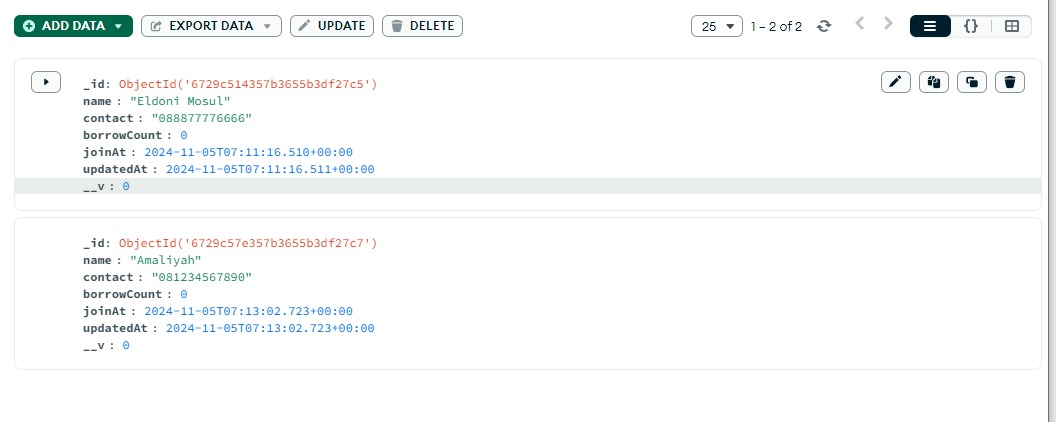 ADD DATA EXPORT DATA UPDATE DELETE 25 1 – 2 of 2 {}
_id: ObjectId('6729c514357b3655b3df27c5')
name : "Eldoni Mosul"
contact : "088877776666"
borrowCount : 0
joinAt : 2024-11-05T07:11:16.510+00:00
updatedAt : 2024-11-05T07:11:16.511+00:00
__v : 0
_id: ObjectId('6729c57e357b3655b3df27c7')
name : "Amaliyah"
contact : "081234567890"
borrowCount : 0
joinAt : 2024-11-05T07:13:02.723+00:00
updatedAt : 2024-11-05T07:13:02.723+00:00
__v : 0